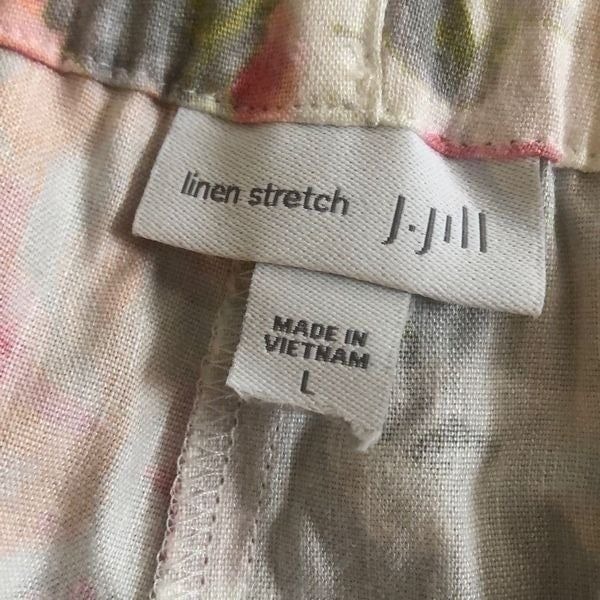 linen stretch J.Jill
MADE IN
VIETNAM
L